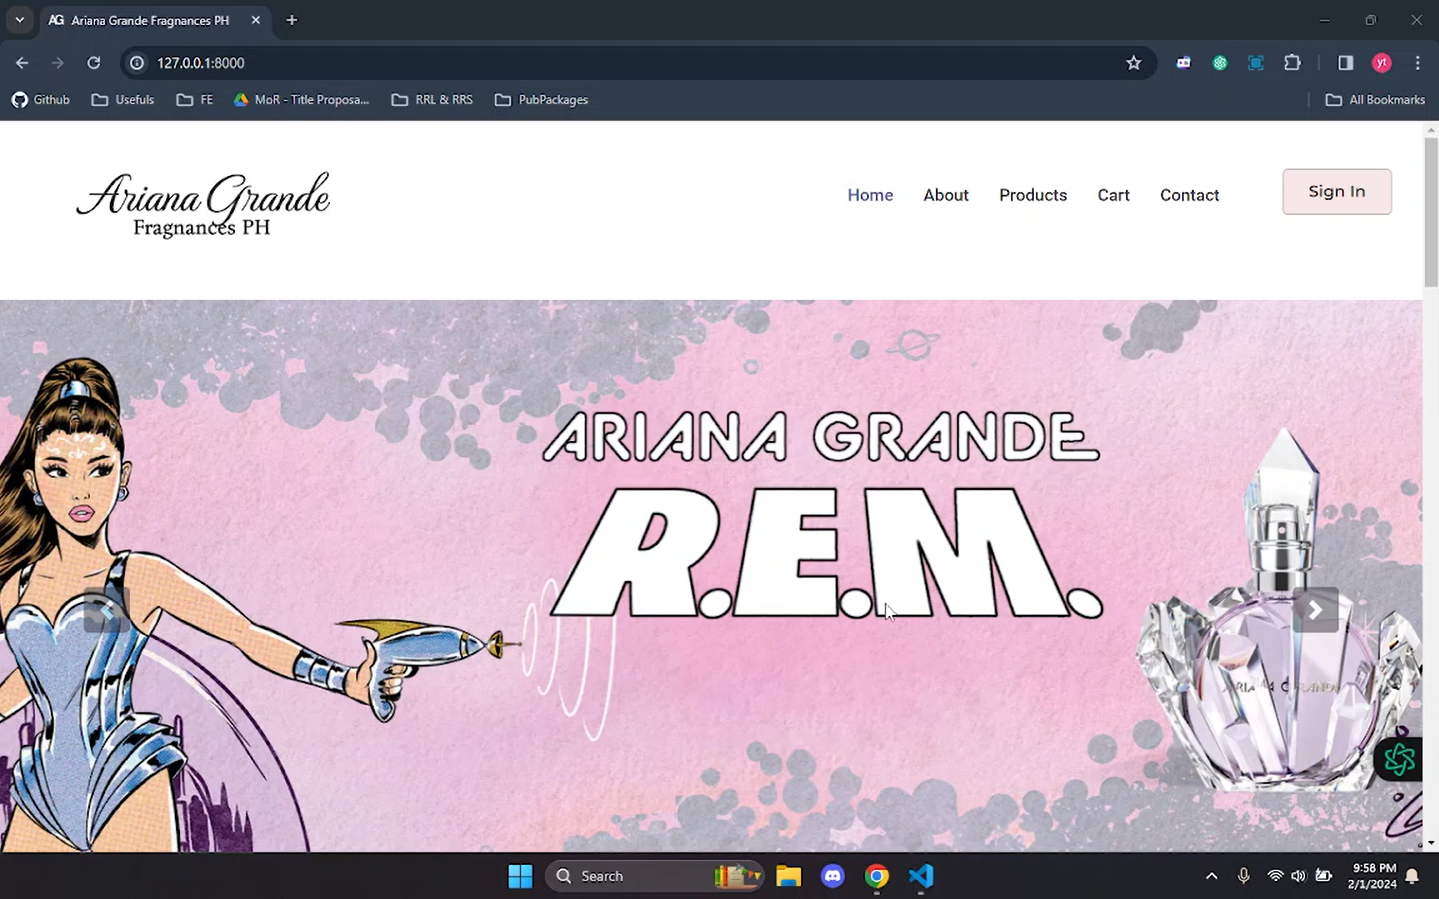 AG Ariana Grande Fragnances PH
127.0.0.1:8000
yt
Github
Usefuls
FE
MoR - Title Proposa...
RRL & RRS
PubPackages
All Bookmarks
Ariana Grande
Fragnances PH
Home
About
Products
Cart
Contact
Sign In
ARIANA GRANDE
R.E.M.
ARIANA GRANDE
Search
9:58 PM
2/1/2024